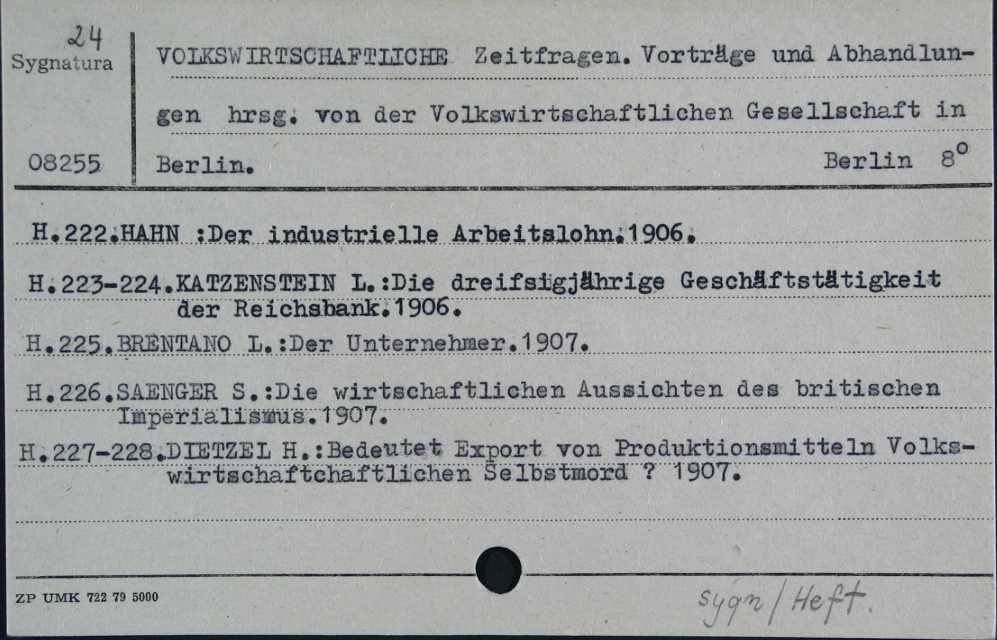 24
Sygnatura
VOLKSWIRTSCHAFTLICHE Zeitfragen. Vorträge und Abhandlun-
gen hrsg. von der Volkswirtschaftlichen Gesellschaft in
08255 Berlin. Berlin 8°
H.222.HAHN :Der industrielle Arbeitslohn.1906.
H.223-224.KATZENSTEIN L.:Die dreifsigjährige Geschäftstätigkeit
der Reichsbank.1906.
H.225.BRENTANO L.:Der Unternehmer.1907.
H.226.SAENGER S.:Die wirtschaftlichen Aussichten des britischen
Imperialismus.1907.
H.227-228.DIETZEL H.:Bedeutet Export von Produktionsmitteln Volks-
wirtschaftchaftlichen Selbstmord ? 1907.
ZP UMK 722 79 5000
sygn/Heft.